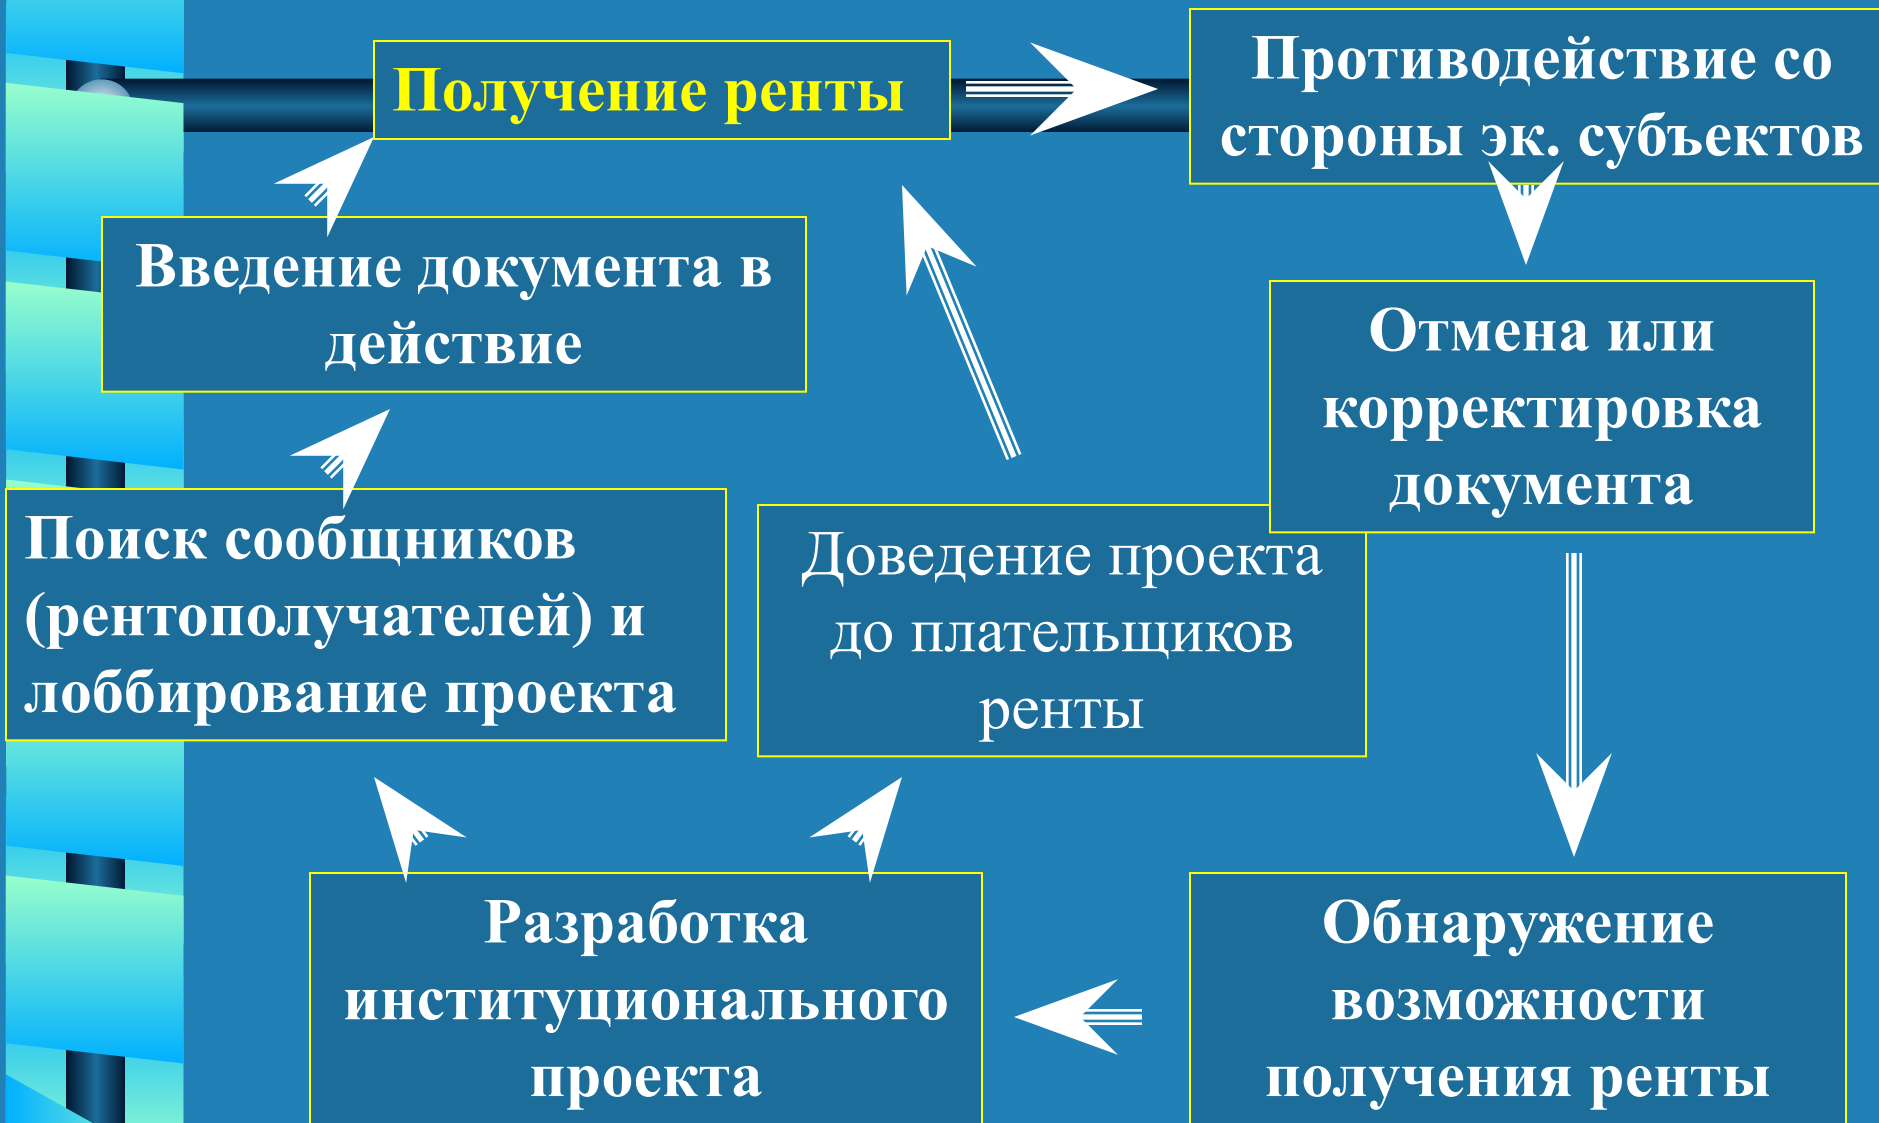 Получение ренты
Противодействие со
стороны эк. субъектов
Введение документа в
действие
Отмена или
корректировка
документа
Поиск сообщников
(рентополучателей) и
лоббирование проекта
Доведение проекта
до плательщиков
ренты
Разработка
институционального
проекта
Обнаружение
возможности
получения ренты